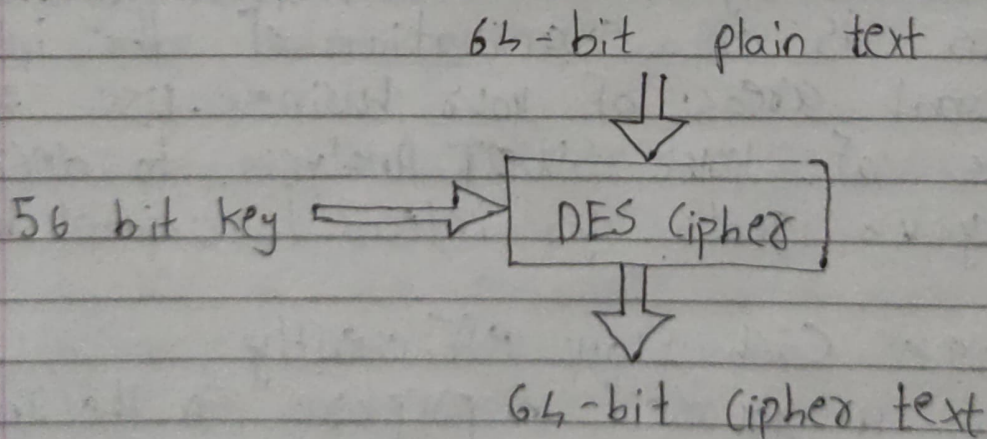 64-bit plain text
56 bit key
DES Cipher
64-bit Cipher text